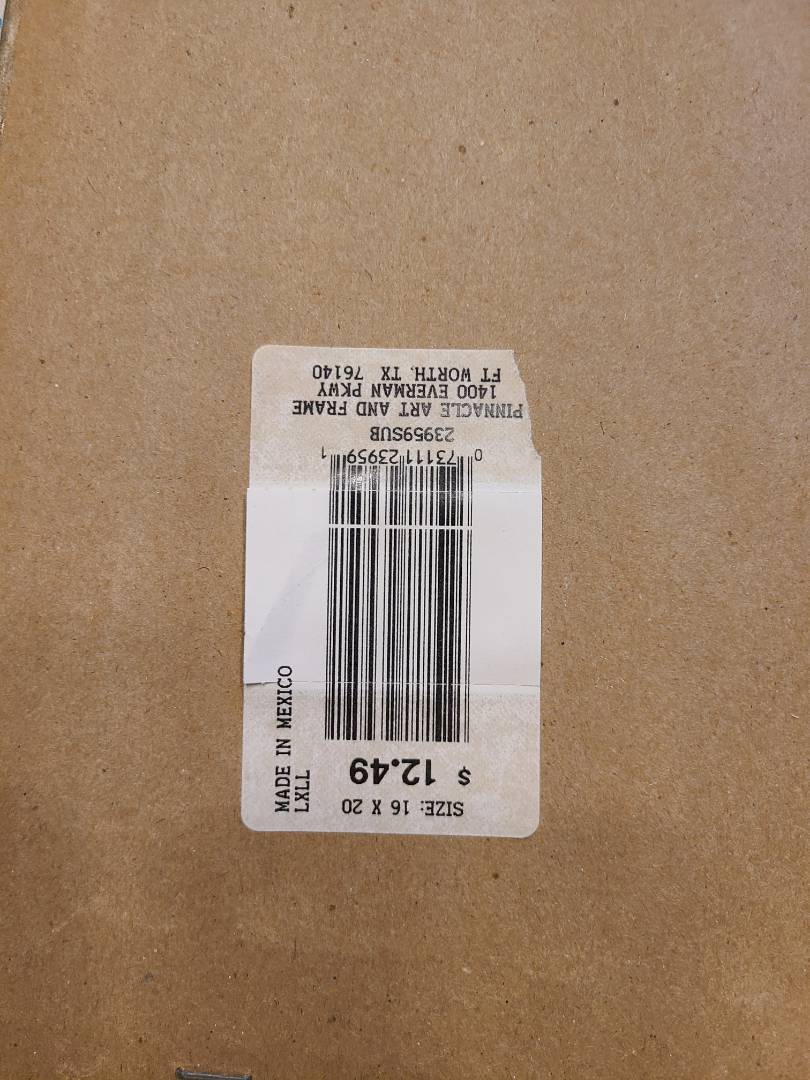 SIZE: 16 X 20
$ 12.49
0 73111 23959 1
23959SUB
PINNACLE ART AND FRAME
1400 EVERMAN PKWY
FT WORTH, TX 76140
MADE IN MEXICO
LXLL